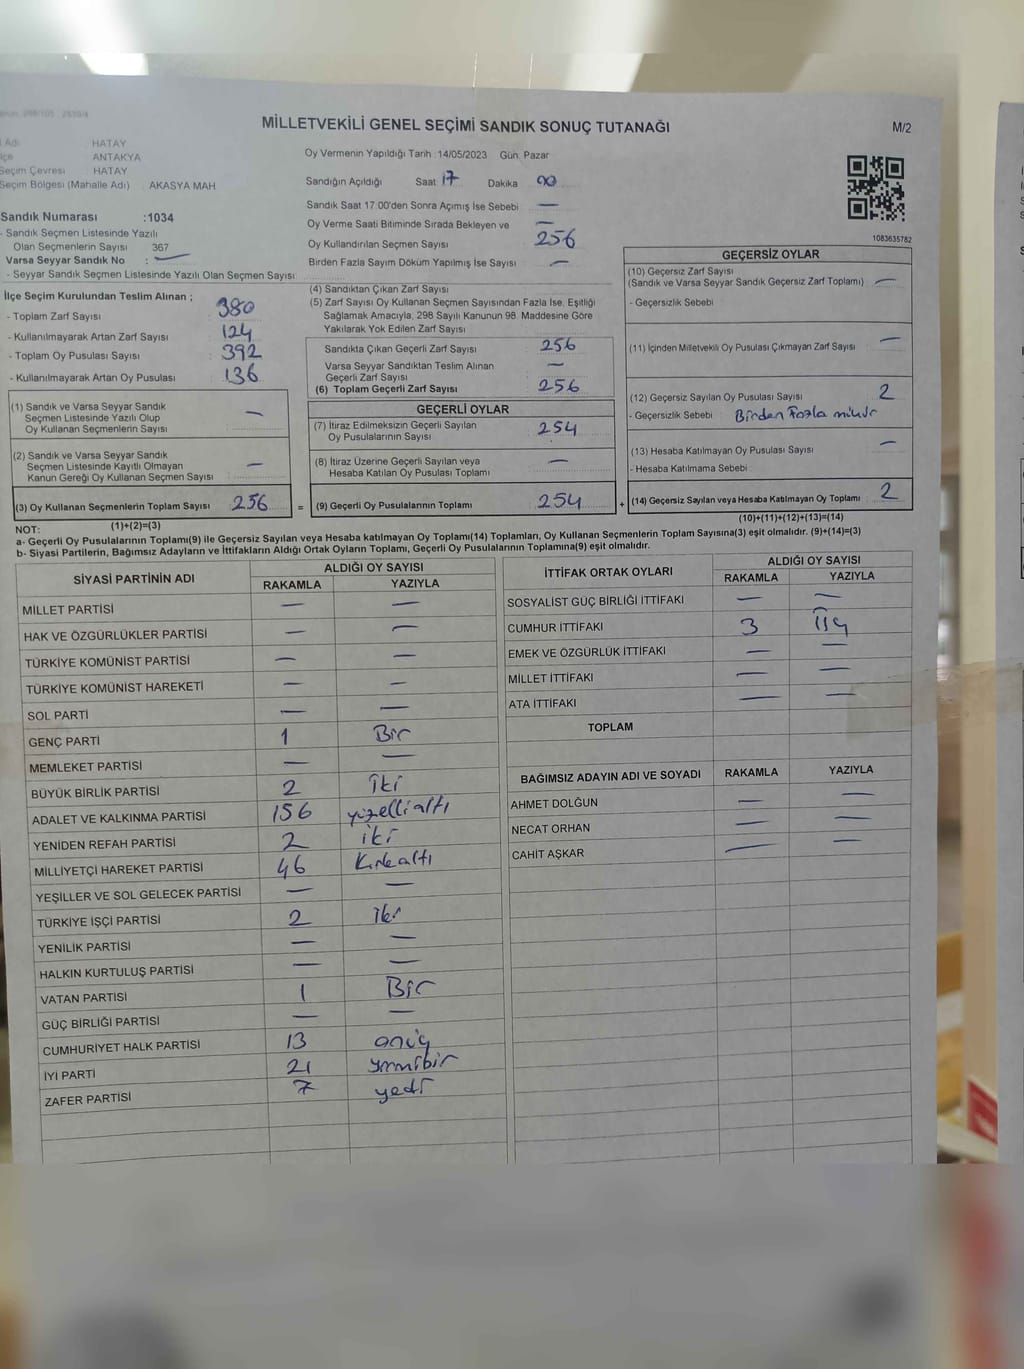 MİLLETVEKİLİ GENEL SEÇİMİ SANDIK SONUÇ TUTANAĞI
M/2
Adı HATAY
ANTAKYA
Seçim Çevresi HATAY
Seçim Bölgesi (Mahalle Adı) AKASYA MAH
Oy Vermenin Yapıldığı Tarih :14/05/2023 Gün. Pazar
Sandığın Açıldığı Saat 17 Dakika 00
Sandık Saat 17:00'den Sonra Açımış İse Sebebi —
Oy Verme Saati Bitiminde Sırada Bekleyen ve —
Oy Kullandırılan Seçmen Sayısı 256
Birden Fazla Sayım Döküm Yapılmış İse Sayısı —
1083635782
Sandık Numarası :1034
- Sandık Seçmen Listesinde Yazılı
Olan Seçmenlerin Sayısı 367
Varsa Seyyar Sandık No : —
- Seyyar Sandık Seçmen Listesinde Yazılı Olan Seçmen Sayısı
İlçe Seçim Kurulundan Teslim Alınan ;
- Toplam Zarf Sayısı 380
- Kullanılmayarak Artan Zarf Sayısı 124
- Toplam Oy Pusulası Sayısı 392
- Kullanılmayarak Artan Oy Pusulası 136
(1) Sandık ve Varsa Seyyar Sandık
Seçmen Listesinde Yazılı Olup
Oy Kullanan Seçmenlerin Sayısı —
(2) Sandık ve Varsa Seyyar Sandık
Seçmen Listesinde Kayıtlı Olmayan
Kanun Gereği Oy Kullanan Seçmen Sayısı —
(3) Oy Kullanan Seçmenlerin Toplam Sayısı 256 =
(4) Sandıktan Çıkan Zarf Sayısı
(5) Zarf Sayısı Oy Kullanan Seçmen Sayısından Fazla İse, Eşitliği
Sağlamak Amacıyla, 298 Sayılı Kanunun 98. Maddesine Göre
Yakılarak Yok Edilen Zarf Sayısı
Sandıkta Çıkan Geçerli Zarf Sayısı 256
Varsa Seyyar Sandıktan Teslim Alınan
Geçerli Zarf Sayısı —
(6) Toplam Geçerli Zarf Sayısı 256
GEÇERLİ OYLAR
(7) İtiraz Edilmeksizin Geçerli Sayılan
Oy Pusulalarının Sayısı 254
(8) İtiraz Üzerine Geçerli Sayılan veya
Hesaba Katılan Oy Pusulası Toplamı —
(9) Geçerli Oy Pusulalarının Toplamı 254 +
GEÇERSİZ OYLAR
(10) Geçersiz Zarf Sayısı
(Sandık ve Varsa Seyyar Sandık Geçersiz Zarf Toplamı) —
- Geçersizlik Sebebi
(11) İçinden Milletvekili Oy Pusulası Çıkmayan Zarf Sayısı —
(12) Geçersiz Sayılan Oy Pusulası Sayısı 2
- Geçersizlik Sebebi : Birden Fazla mühür
(13) Hesaba Katılmayan Oy Pusulası Sayısı —
- Hesaba Katılmama Sebebi
(14) Geçersiz Sayılan veya Hesaba Katılmayan Oy Toplamı 2
NOT: (1)+(2)=(3) (10)+(11)+(12)+(13)=(14)
a- Geçerli Oy Pusulalarının Toplamı(9) ile Geçersiz Sayılan veya Hesaba katılmayan Oy Toplamı(14) Toplamları, Oy Kullanan Seçmenlerin Toplam Sayısına(3) eşit olmalıdır. (9)+(14)=(3)
b- Siyasi Partilerin, Bağımsız Adayların ve İttifakların Aldığı Ortak Oyların Toplamı, Geçerli Oy Pusulalarının Toplamına(9) eşit olmalıdır.
SİYASİ PARTİNİN ADI ALDIĞI OY SAYISI
RAKAMLA YAZIYLA
MİLLET PARTİSİ — —
HAK VE ÖZGÜRLÜKLER PARTİSİ — —
TÜRKİYE KOMÜNİST PARTİSİ — —
TÜRKİYE KOMÜNİST HAREKETİ — —
SOL PARTİ — —
GENÇ PARTİ 1 Bir
MEMLEKET PARTİSİ — —
BÜYÜK BİRLİK PARTİSİ 2 İki
ADALET VE KALKINMA PARTİSİ 156 yüzellialtı
YENİDEN REFAH PARTİSİ 2 iki
MİLLİYETÇİ HAREKET PARTİSİ 46 Kırkaltı
YEŞİLLER VE SOL GELECEK PARTİSİ — —
TÜRKİYE İŞÇİ PARTİSİ 2 İki
YENİLİK PARTİSİ — —
HALKIN KURTULUŞ PARTİSİ — —
VATAN PARTİSİ 1 Bir
GÜÇ BİRLİĞİ PARTİSİ — —
CUMHURİYET HALK PARTİSİ 13 onüç
İYİ PARTİ 21 yirmibir
ZAFER PARTİSİ 7 yedi
İTTİFAK ORTAK OYLARI ALDIĞI OY SAYISI
RAKAMLA YAZIYLA
SOSYALİST GÜÇ BİRLİĞİ İTTİFAKI — —
CUMHUR İTTİFAKI 3 Üç
EMEK VE ÖZGÜRLÜK İTTİFAKI — —
MİLLET İTTİFAKI — —
ATA İTTİFAKI — —
TOPLAM
BAĞIMSIZ ADAYIN ADI VE SOYADI RAKAMLA YAZIYLA
AHMET DOLĞUN — —
NECAT ORHAN — —
CAHİT AŞKAR — —